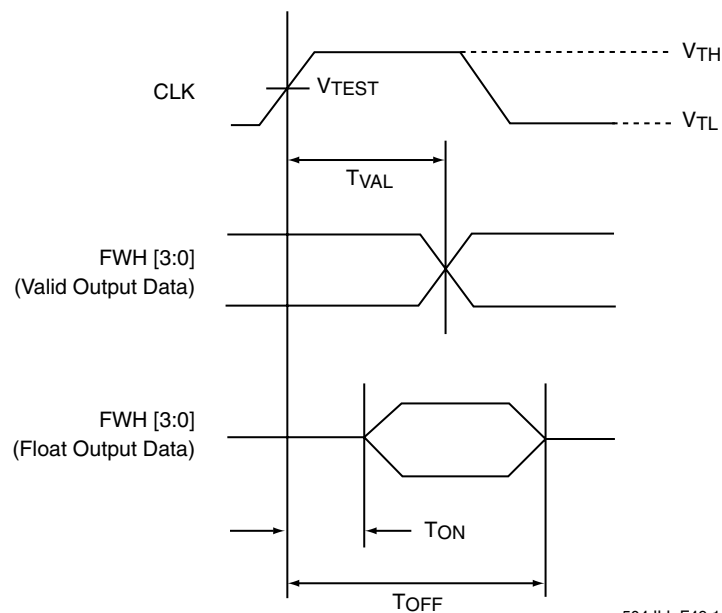 VTH
CLK
VTEST
VTL
TVAL
FWH [3:0]
(Valid Output Data)
FWH [3:0]
(Float Output Data)
TON
TOFF